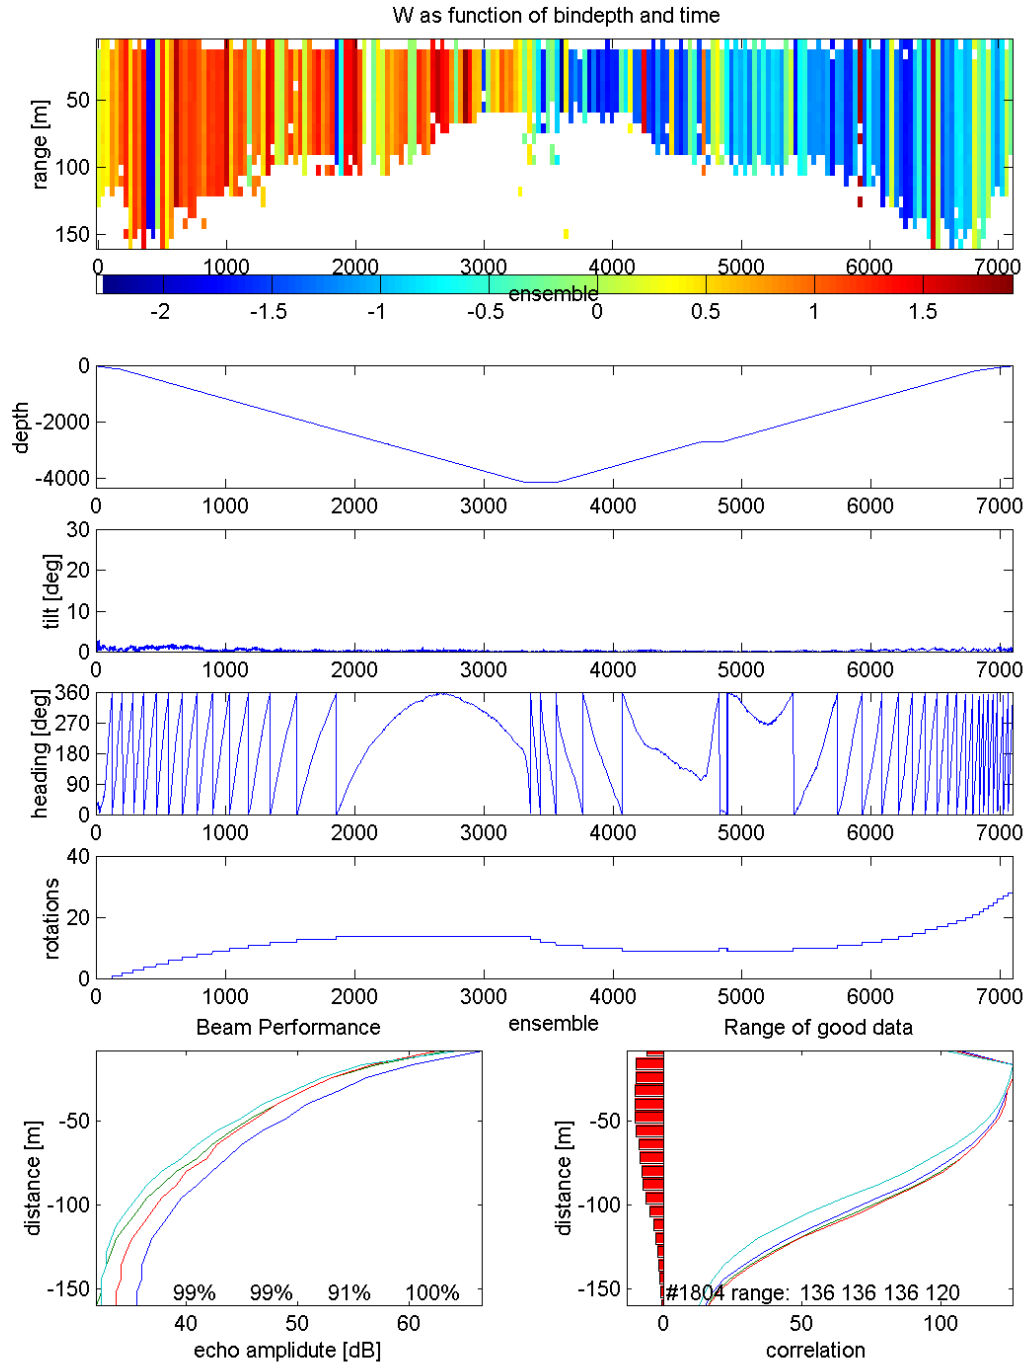 W as function of bindepth and time
range [m]
50
100
150
0 1000 2000 3000 4000 5000 6000 7000
ensemble
-2 -1.5 -1 -0.5 0 0.5 1 1.5
depth
0
-2000
-4000
0 1000 2000 3000 4000 5000 6000 7000
tilt [deg]
30
20
10
0
0 1000 2000 3000 4000 5000 6000 7000
heading [deg]
360
270
180
90
0
0 1000 2000 3000 4000 5000 6000 7000
rotations
40
20
0
0 1000 2000 3000 4000 5000 6000 7000
ensemble
Beam Performance
distance [m]
-50
-100
-150
99% 99% 91% 100%
40 50 60
echo amplidute [dB]
Range of good data
distance [m]
-50
-100
-150
#1804 range: 136 136 136 120
0 50 100
correlation